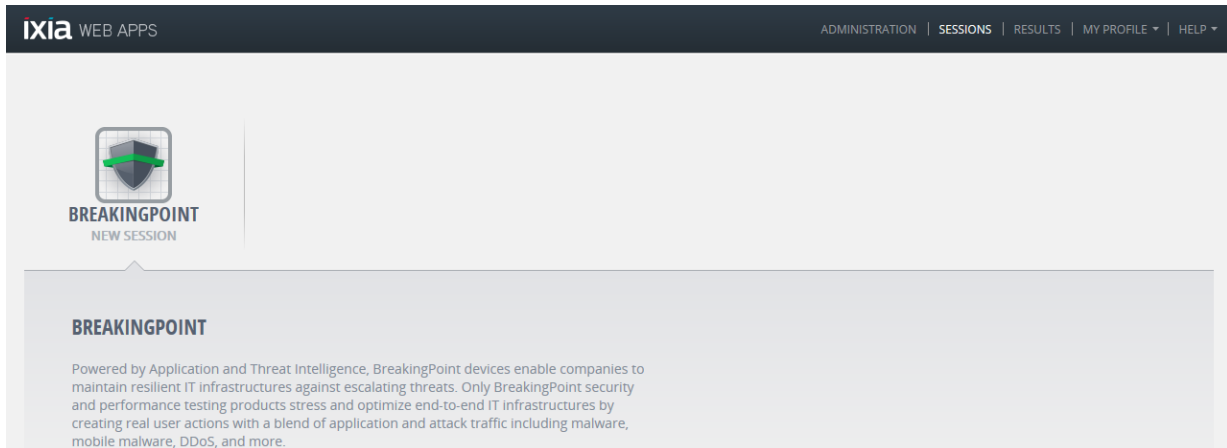 ixia WEB APPS
ADMINISTRATION | SESSIONS | RESULTS | MY PROFILE | HELP
BREAKINGPOINT
NEW SESSION
BREAKINGPOINT
Powered by Application and Threat Intelligence, BreakingPoint devices enable companies to
maintain resilient IT infrastructures against escalating threats. Only BreakingPoint security
and performance testing products stress and optimize end-to-end IT infrastructures by
creating real user actions with a blend of application and attack traffic including malware,
mobile malware, DDoS, and more.